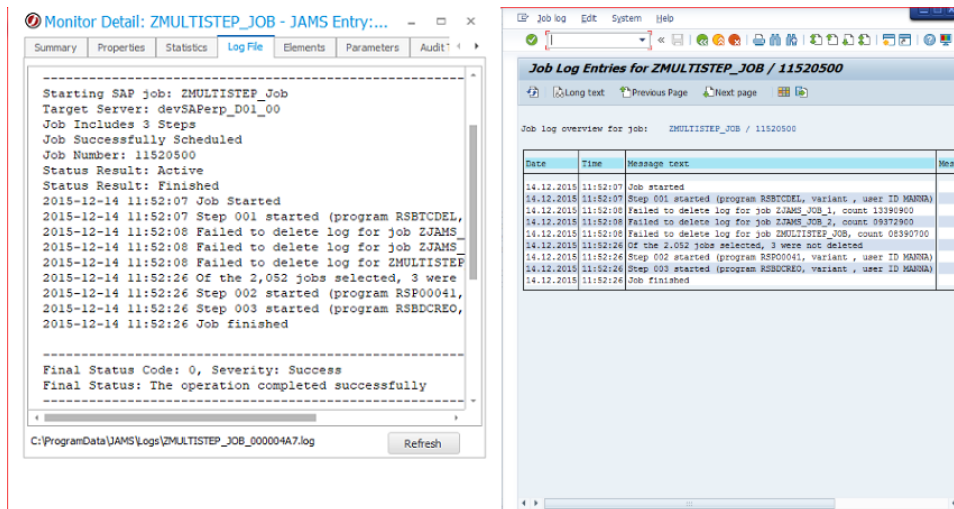 Monitor Detail: ZMULTISTEP_JOB - JAMS Entry:...
Summary Properties Statistics Log File Elements Parameters Audit
Starting SAP job: ZMULTISTEP_Job
Target Server: devSAPerp_D01_00
Job Includes 3 Steps
Job Successfully Scheduled
Job Number: 11520500
Status Result: Active
Status Result: Finished
2015-12-14 11:52:07 Job Started
2015-12-14 11:52:07 Step 001 started (program RSBTCDEL,
2015-12-14 11:52:08 Failed to delete log for job ZJAMS_
2015-12-14 11:52:08 Failed to delete log for job ZJAMS_
2015-12-14 11:52:08 Failed to delete log for ZMULTISTEP
2015-12-14 11:52:26 Of the 2,052 jobs selected, 3 were
2015-12-14 11:52:26 Step 002 started (program RSP00041,
2015-12-14 11:52:26 Step 003 started (program RSBDCREO,
2015-12-14 11:52:26 Job finished
Final Status Code: 0, Severity: Success
Final Status: The operation completed successfully
C:\ProgramData\JAMS\Logs\ZMULTISTEP_JOB_000004A7.log
Refresh
Job log Edit System Help
Job Log Entries for ZMULTISTEP_JOB / 11520500
Long text Previous Page Next page
Job log overview for job: ZMULTISTEP_JOB / 11520500
Date Time Message text Mes
14.12.2015 11:52:07 Job started
14.12.2015 11:52:07 Step 001 started (program RSBTCDEL, variant , user ID MANNA)
14.12.2015 11:52:08 Failed to delete log for job ZJAMS_JOB_1, count 13390900
14.12.2015 11:52:08 Failed to delete log for job ZJAMS_JOB_2, count 09372900
14.12.2015 11:52:08 Failed to delete log for job ZMULTISTEP_JOB, count 08390700
14.12.2015 11:52:26 Of the 2.052 jobs selected, 3 were not deleted
14.12.2015 11:52:26 Step 002 started (program RSP00041, variant , user ID MANNA)
14.12.2015 11:52:26 Step 003 started (program RSBDCREO, variant , user ID MANNA)
14.12.2015 11:52:26 Job finished